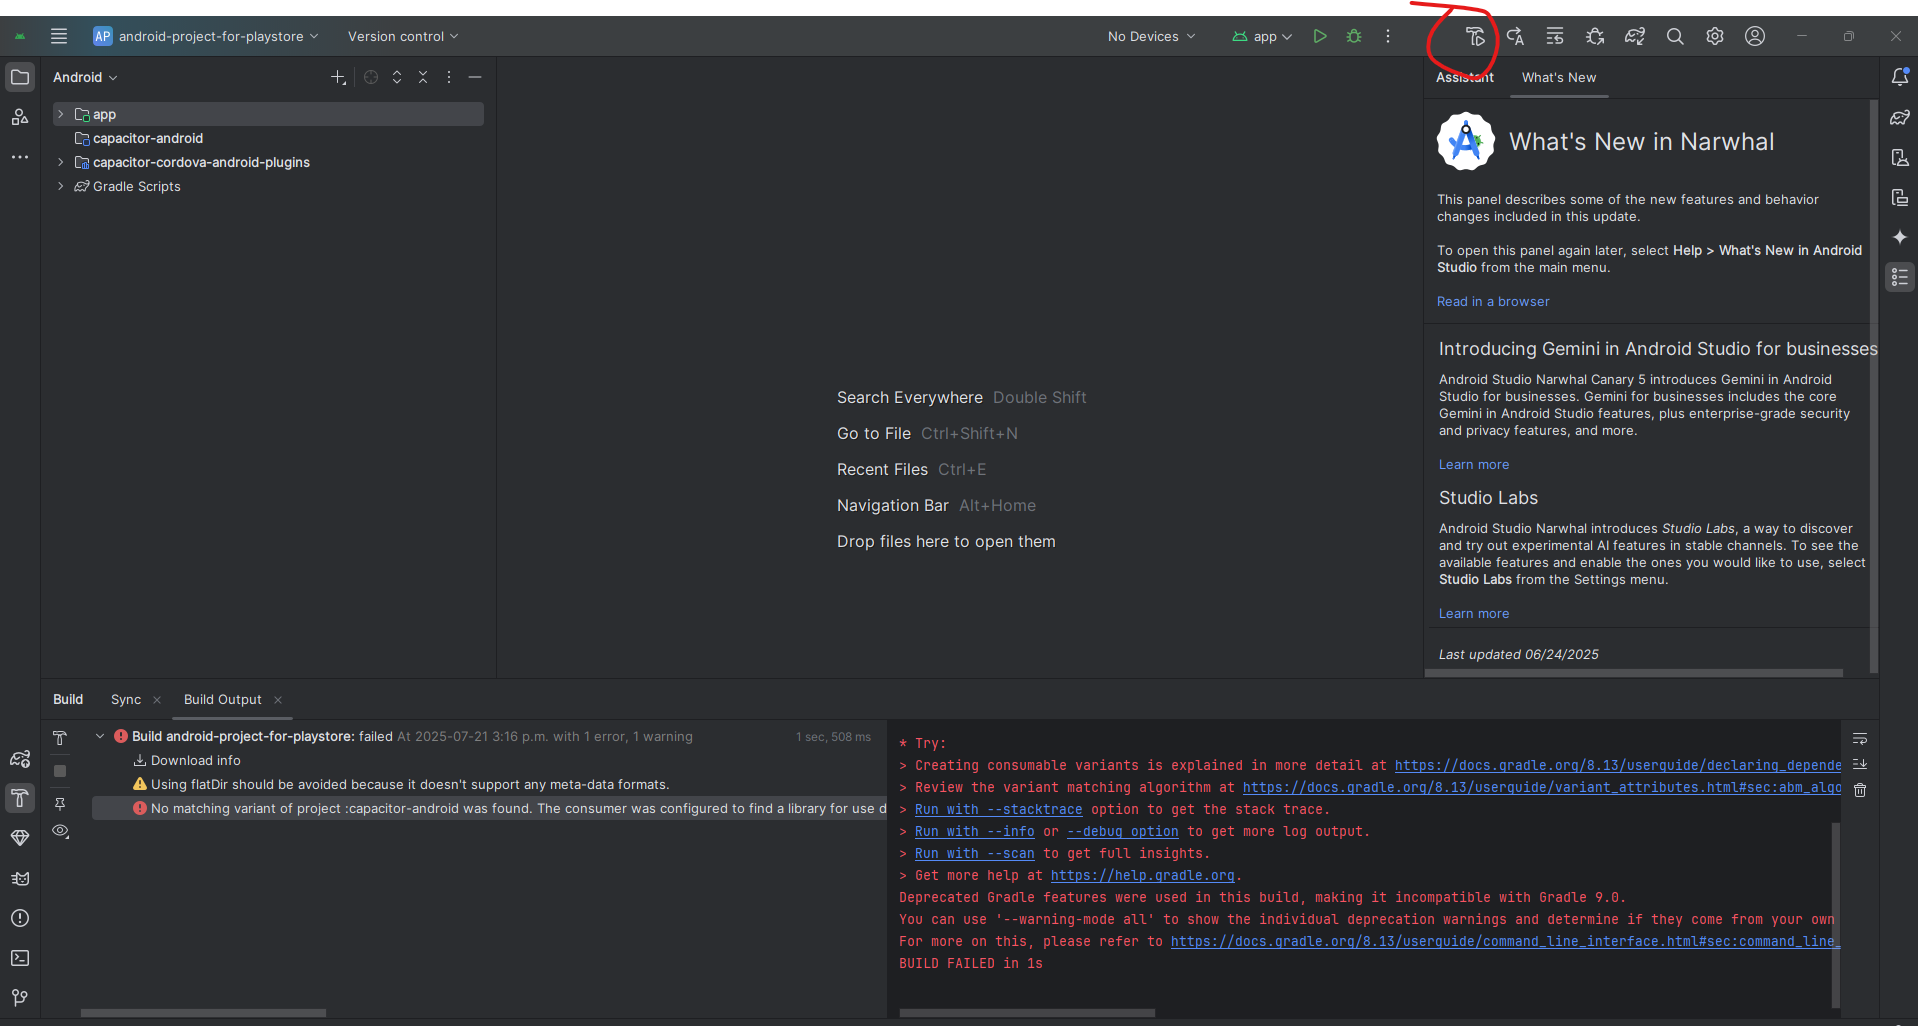 AP android-project-for-playstore Version control No Devices app
Android
app
capacitor-android
capacitor-cordova-android-plugins
Gradle Scripts
Search Everywhere Double Shift
Go to File Ctrl+Shift+N
Recent Files Ctrl+E
Navigation Bar Alt+Home
Drop files here to open them
Assistant What's New
What's New in Narwhal
This panel describes some of the new features and behavior
changes included in this update.
To open this panel again later, select Help > What's New in Android
Studio from the main menu.
Read in a browser
Introducing Gemini in Android Studio for businesses
Android Studio Narwhal Canary 5 introduces Gemini in Android
Studio for businesses. Gemini for businesses includes the core
Gemini in Android Studio features, plus enterprise-grade security
and privacy features, and more.
Learn more
Studio Labs
Android Studio Narwhal introduces Studio Labs, a way to discover
and try out experimental AI features in stable channels. To see the
available features and enable the ones you would like to use, select
Studio Labs from the Settings menu.
Learn more
Last updated 06/24/2025
Build Sync Build Output
Build android-project-for-playstore: failed At 2025-07-21 3:16 p.m. with 1 error, 1 warning 1 sec, 508 ms
Download info
Using flatDir should be avoided because it doesn't support any meta-data formats.
No matching variant of project :capacitor-android was found. The consumer was configured to find a library for use d
* Try:
> Creating consumable variants is explained in more detail at https://docs.gradle.org/8.13/userguide/declaring_depende
> Review the variant matching algorithm at https://docs.gradle.org/8.13/userguide/variant_attributes.html#sec:abm_algo
> Run with --stacktrace option to get the stack trace.
> Run with --info or --debug option to get more log output.
> Run with --scan to get full insights.
> Get more help at https://help.gradle.org.
Deprecated Gradle features were used in this build, making it incompatible with Gradle 9.0.
You can use '--warning-mode all' to show the individual deprecation warnings and determine if they come from your own
For more on this, please refer to https://docs.gradle.org/8.13/userguide/command_line_interface.html#sec:command_line_
BUILD FAILED in 1s